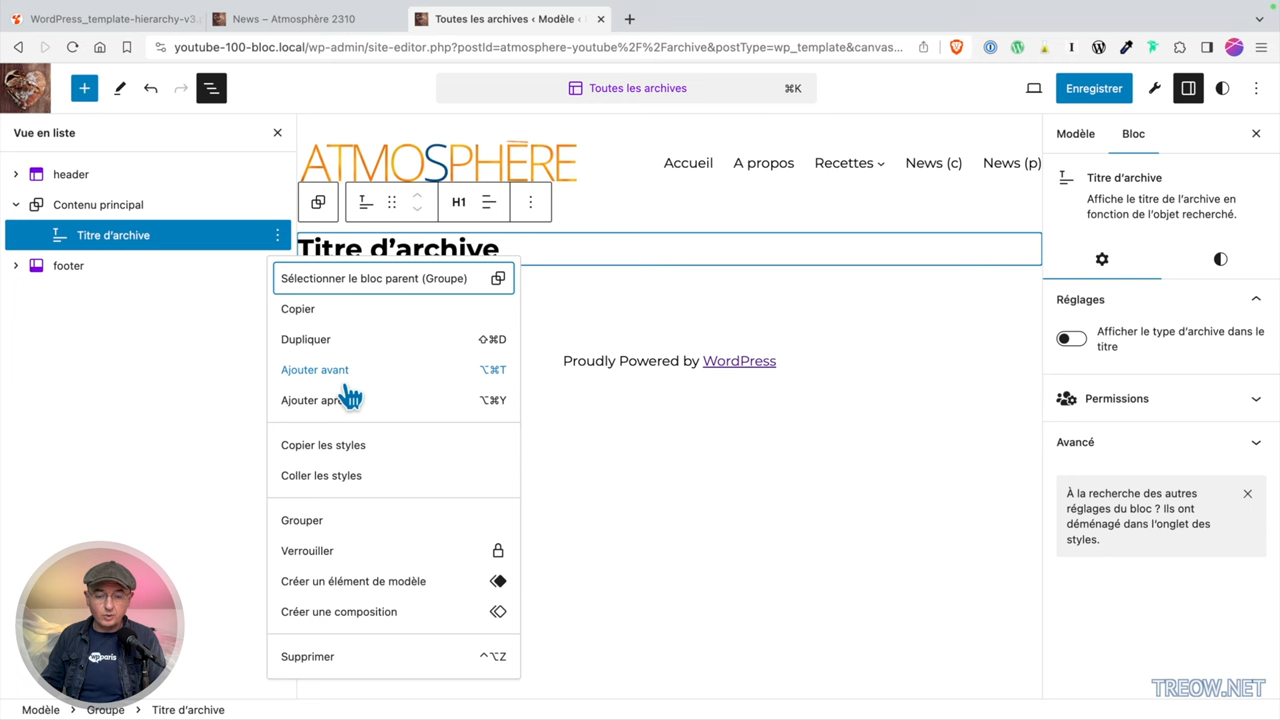 WordPress_template-hierarchy-v3.
News – Atmosphère 2310
Toutes les archives ‹ Modèle ‹
youtube-100-bloc.local/wp-admin/site-editor.php?postId=atmosphere-youtube%2F%2Farchive&postType=wp_template&canvas...
Toutes les archives
⌘K
Enregistrer
Vue en liste
header
Contenu principal
Titre d’archive
footer
ATMOSPHÈRE
Accueil
A propos
Recettes
News (c)
News (p)
H1
Titre d’archive
Sélectionner le bloc parent (Groupe)
Copier
Dupliquer ⇧⌘D
Ajouter avant ⌥⌘T
Ajouter après ⌥⌘Y
Copier les styles
Coller les styles
Grouper
Verrouiller
Créer un élément de modèle
Créer une composition
Supprimer ^⌥Z
Proudly Powered by WordPress
Modèle
Bloc
Titre d’archive
Affiche le titre de l’archive en
fonction de l’objet recherché.
Réglages
Afficher le type d’archive dans le
titre
Permissions
Avancé
À la recherche des autres
réglages du bloc ? Ils ont
déménagé dans l’onglet des
styles.
wpparis
TREOW.NET
Modèle › Groupe › Titre d’archive